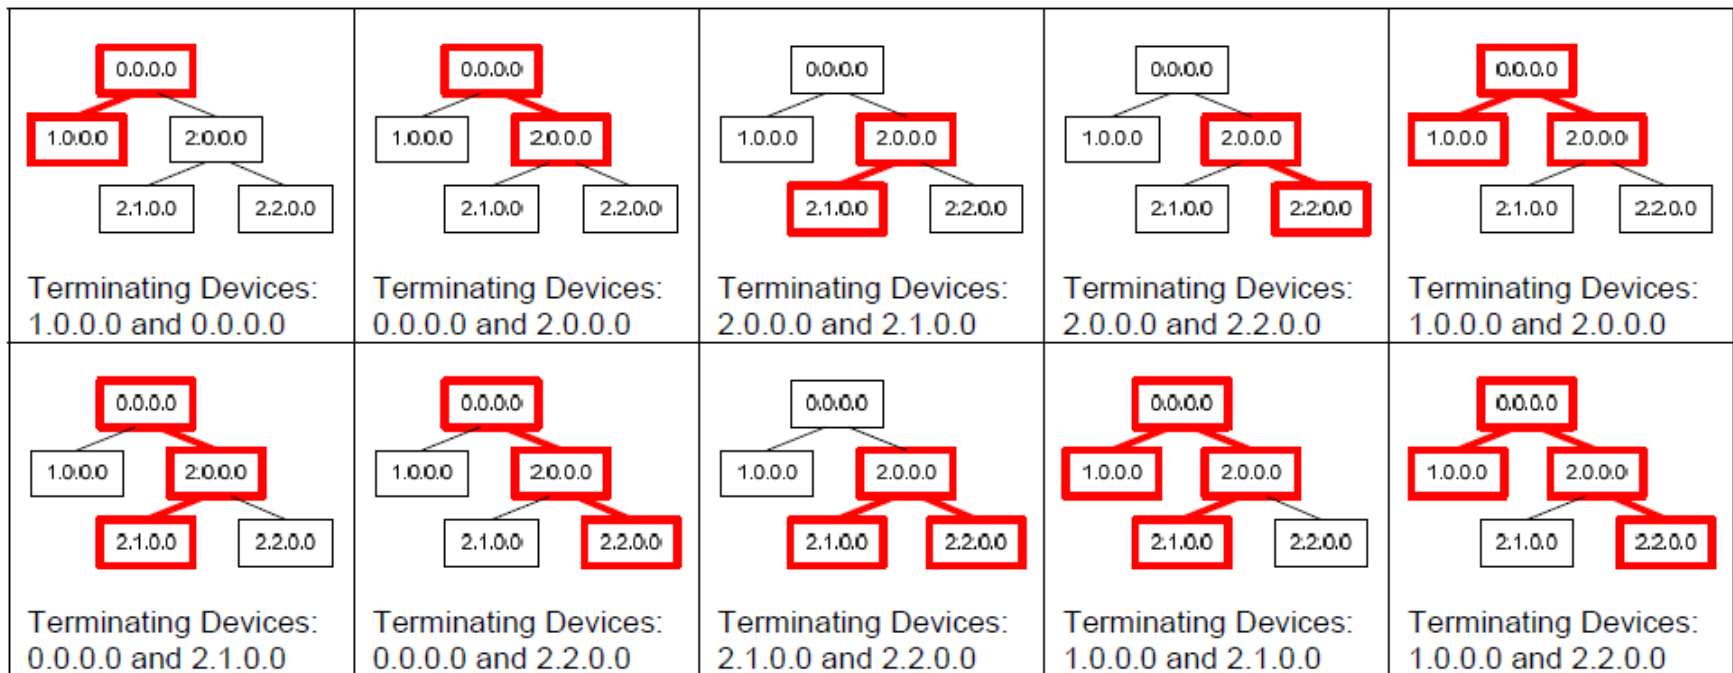 0.0.0.0
1.0.0.0 2.0.0.0
2.1.0.0 2.2.0.0
Terminating Devices:
1.0.0.0 and 0.0.0.0
0.0.0.0
1.0.0.0 2.0.0.0
2.1.0.0 2.2.0.0
Terminating Devices:
0.0.0.0 and 2.0.0.0
0.0.0.0
1.0.0.0 2.0.0.0
2.1.0.0 2.2.0.0
Terminating Devices:
2.0.0.0 and 2.1.0.0
0.0.0.0
1.0.0.0 2.0.0.0
2.1.0.0 2.2.0.0
Terminating Devices:
2.0.0.0 and 2.2.0.0
0.0.0.0
1.0.0.0 2.0.0.0
2.1.0.0 2.2.0.0
Terminating Devices:
1.0.0.0 and 2.0.0.0
0.0.0.0
1.0.0.0 2.0.0.0
2.1.0.0 2.2.0.0
Terminating Devices:
0.0.0.0 and 2.1.0.0
0.0.0.0
1.0.0.0 2.0.0.0
2.1.0.0 2.2.0.0
Terminating Devices:
0.0.0.0 and 2.2.0.0
0.0.0.0
1.0.0.0 2.0.0.0
2.1.0.0 2.2.0.0
Terminating Devices:
2.1.0.0 and 2.2.0.0
0.0.0.0
1.0.0.0 2.0.0.0
2.1.0.0 2.2.0.0
Terminating Devices:
1.0.0.0 and 2.1.0.0
0.0.0.0
1.0.0.0 2.0.0.0
2.1.0.0 2.2.0.0
Terminating Devices:
1.0.0.0 and 2.2.0.0